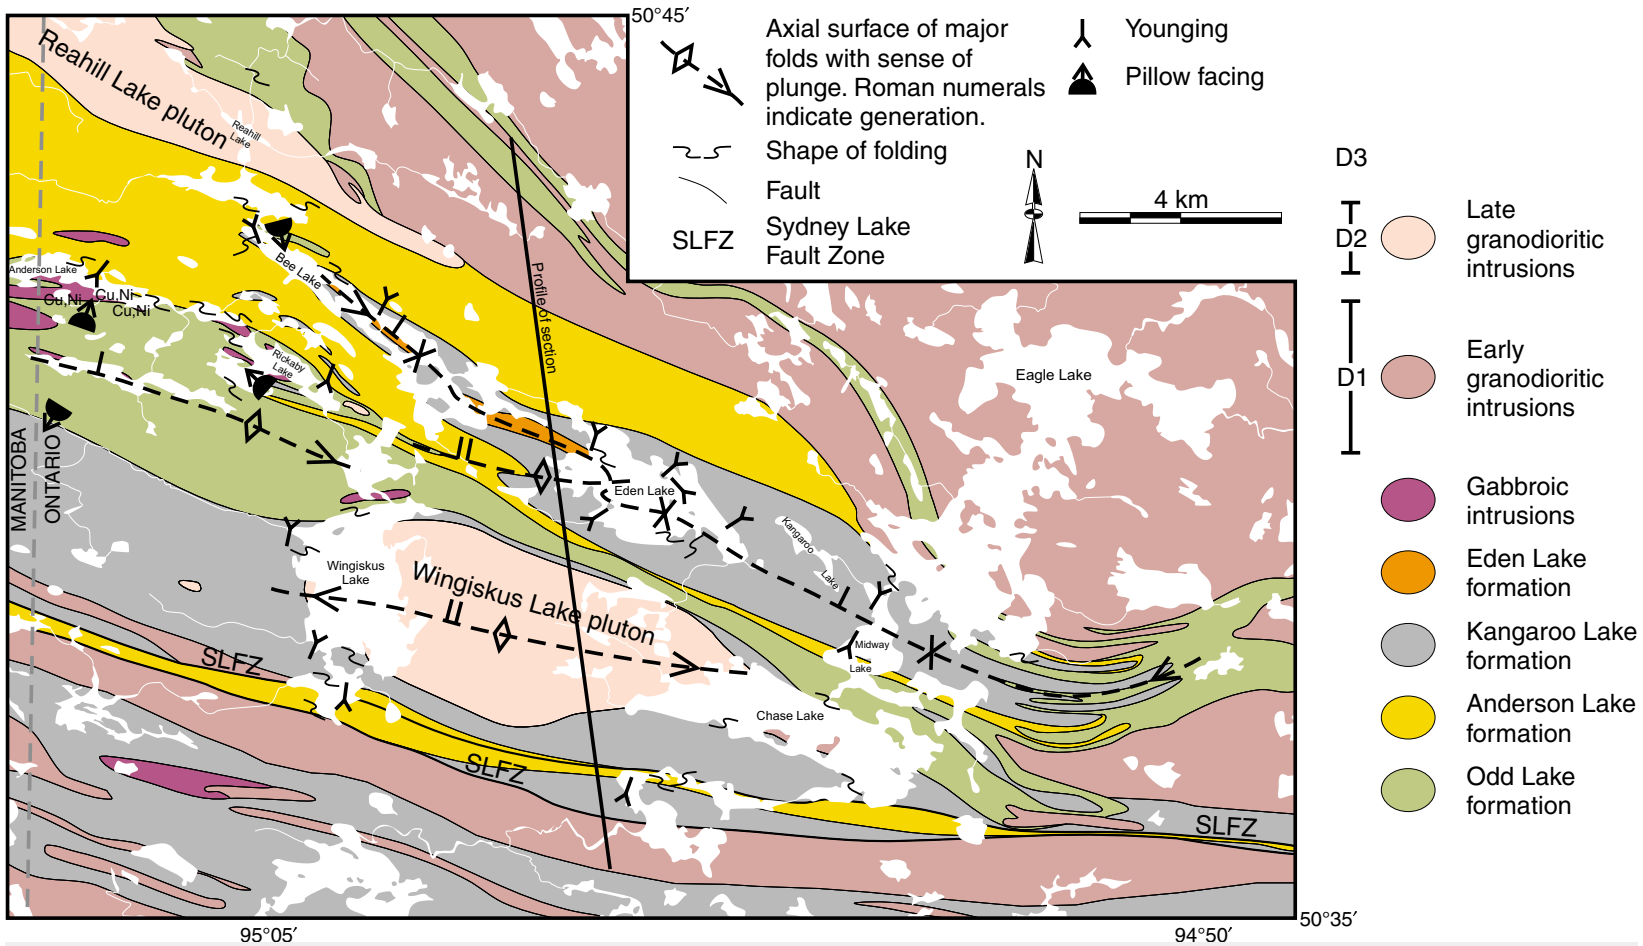 50°45′
Axial surface of major
folds with sense of
plunge. Roman numerals
indicate generation.
Shape of folding
Fault
SLFZ
Sydney Lake
Fault Zone
Younging
Pillow facing
N
4 km
D3
D2
D1
Late
granodioritic
intrusions
Early
granodioritic
intrusions
Gabbroic
intrusions
Eden Lake
formation
Kangaroo Lake
formation
Anderson Lake
formation
Odd Lake
formation
Reahill Lake pluton
Reahill
Lake
Profile of section
Bee Lake
Anderson Lake
Cu,Ni
Cu,Ni
Cu,Ni
Rickaby
Lake
Eagle Lake
MANITOBA
ONTARIO
II
Eden Lake
I
I
I
Kangaroo
Lake
Wingiskus
Lake
Wingiskus Lake pluton
II
Midway
Lake
SLFZ
Chase Lake
SLFZ
SLFZ
50°35′
95°05′
94°50′